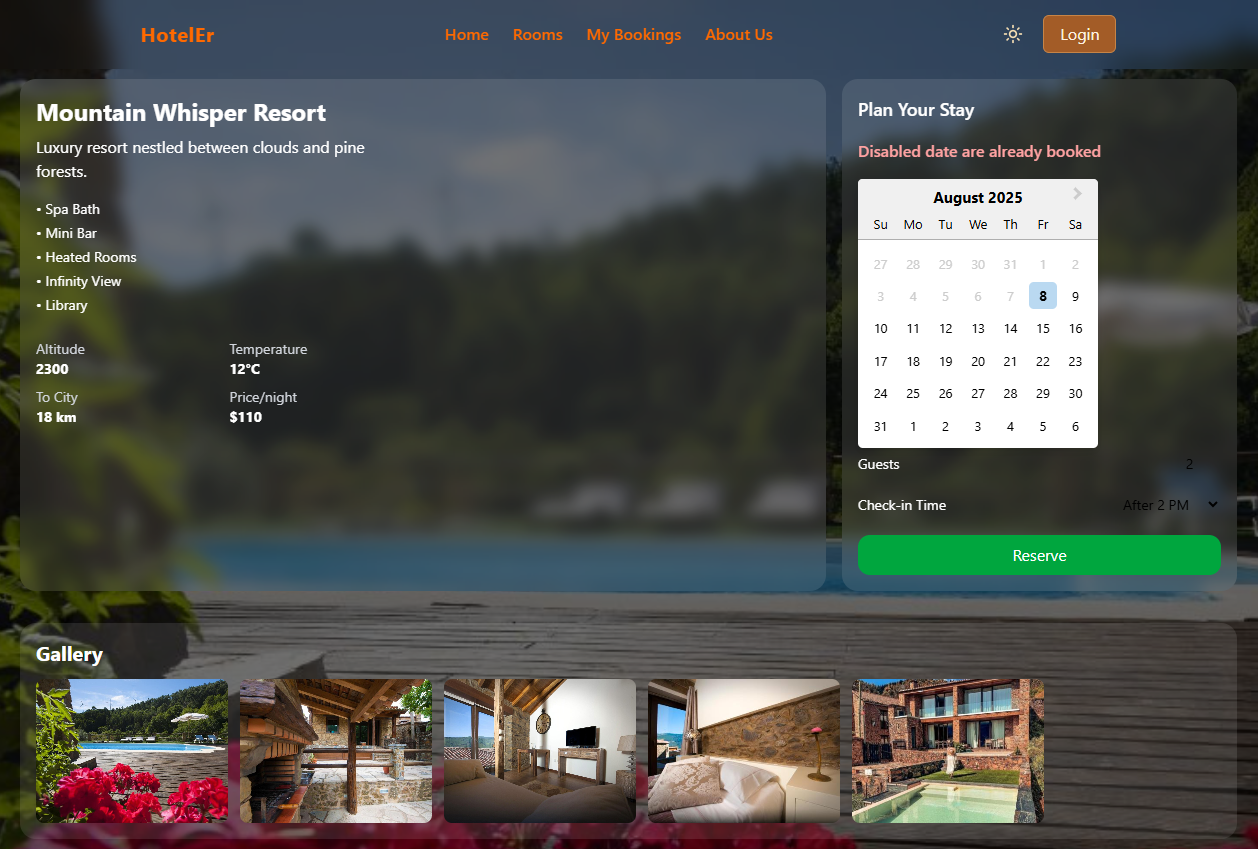 HotelEr
Home Rooms My Bookings About Us
Login
Mountain Whisper Resort
Luxury resort nestled between clouds and pine
forests.
• Spa Bath
• Mini Bar
• Heated Rooms
• Infinity View
• Library
Altitude Temperature
2300 12°C
To City Price/night
18 km $110
Plan Your Stay
Disabled date are already booked
August 2025
Su Mo Tu We Th Fr Sa
27 28 29 30 31 1 2
3 4 5 6 7 8 9
10 11 12 13 14 15 16
17 18 19 20 21 22 23
24 25 26 27 28 29 30
31 1 2 3 4 5 6
Guests 2
Check-in Time After 2 PM
Reserve
Gallery